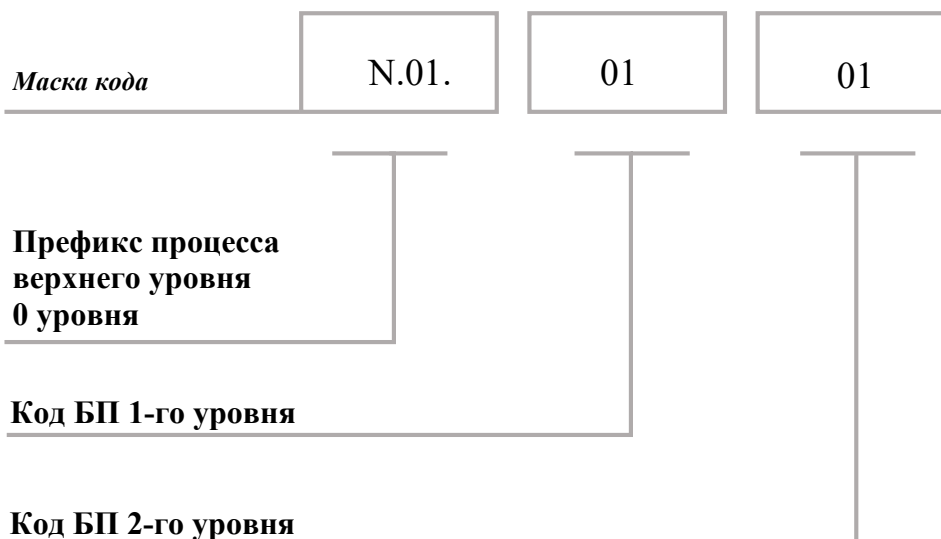 Маска кода N.01. 01 01
Префикс процесса
верхнего уровня
0 уровня
Код БП 1-го уровня
Код БП 2-го уровня